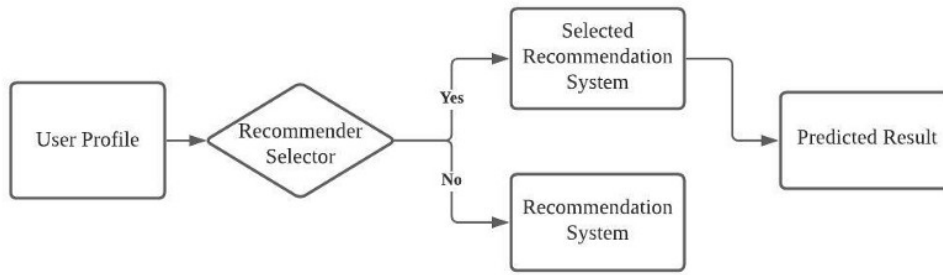 User Profile
Recommender
Selector
Yes
No
Selected
Recommendation
System
Recommendation
System
Predicted Result